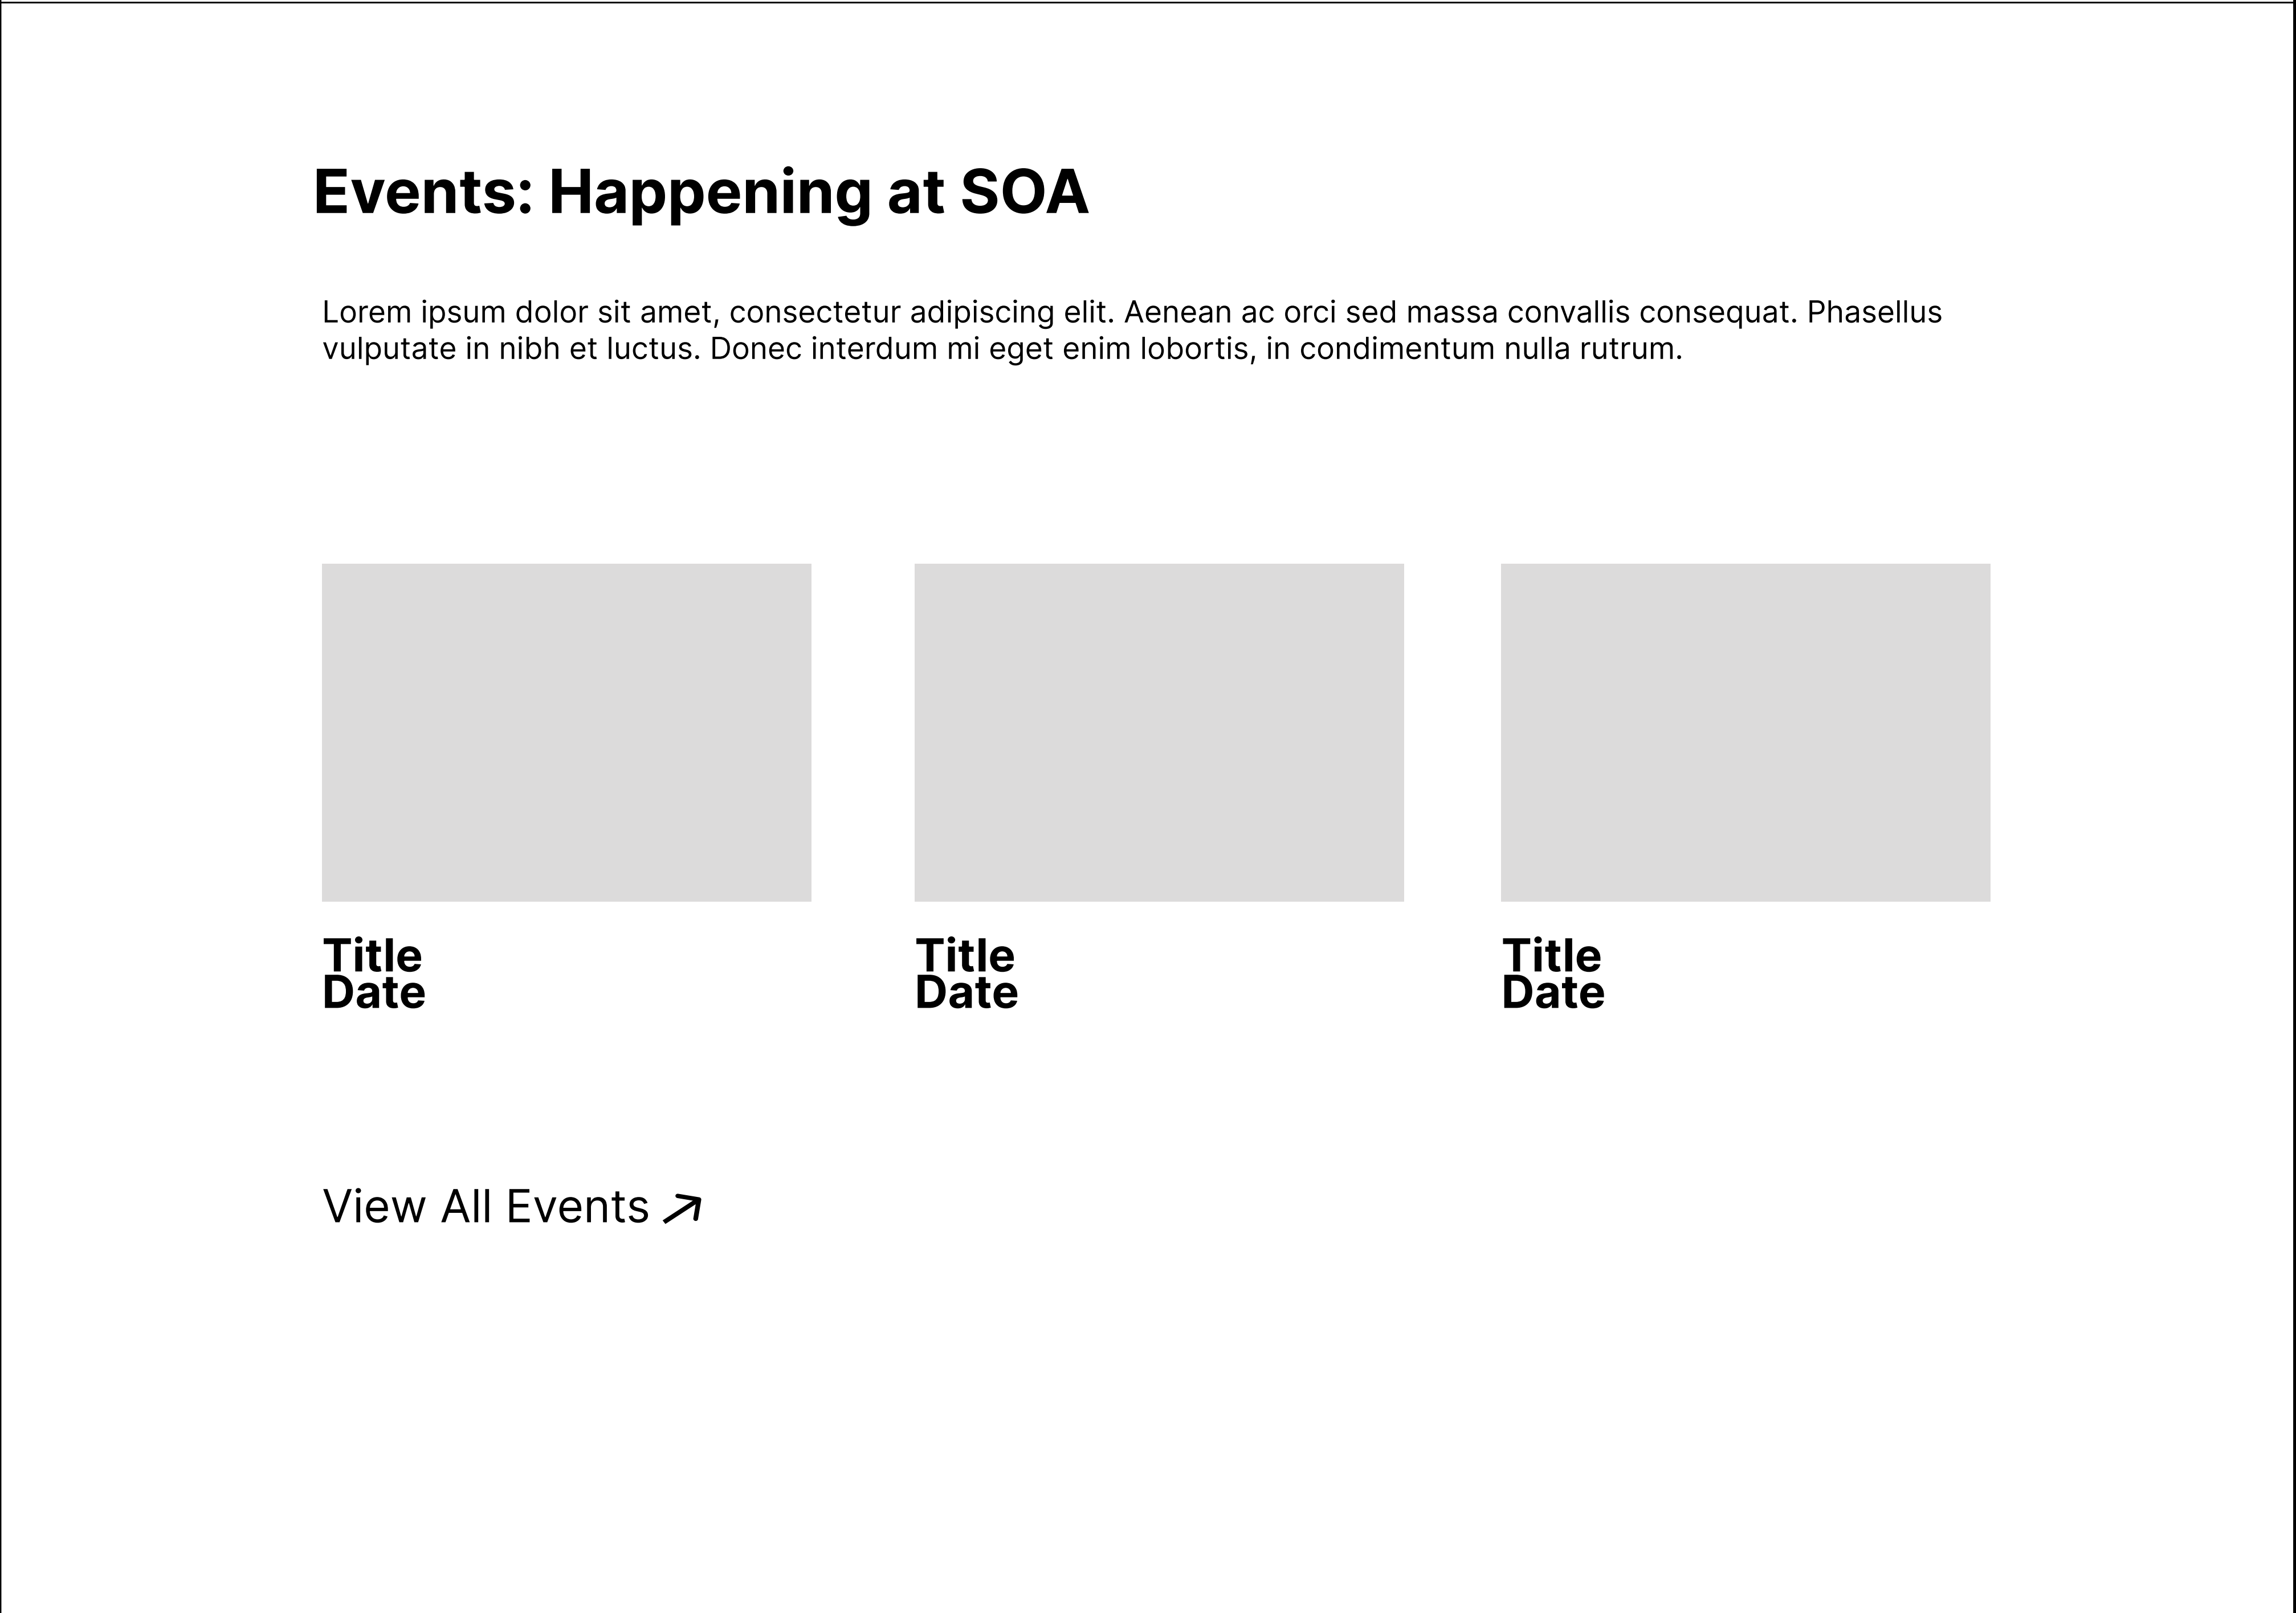 Events: Happening at SOA
Lorem ipsum dolor sit amet, consectetur adipiscing elit. Aenean ac orci sed massa convallis consequat. Phasellus
vulputate in nibh et luctus. Donec interdum mi eget enim lobortis, in condimentum nulla rutrum.
Title
Date
Title
Date
Title
Date
View All Events